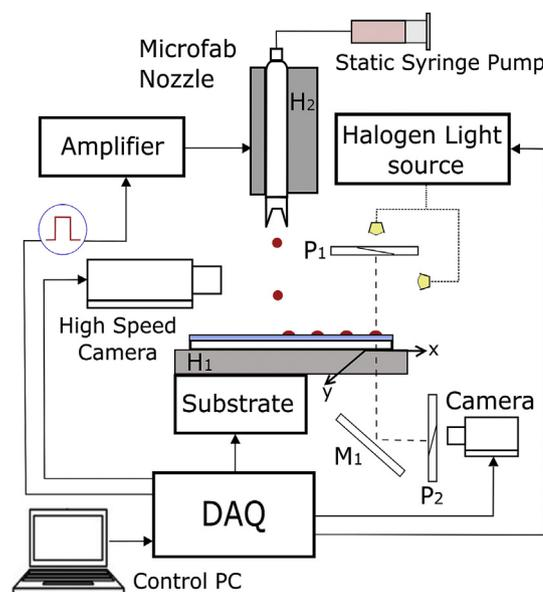 Microfab
Nozzle
Static Syringe Pump
H2
Amplifier
Halogen Light
source
P1
High Speed
Camera
H1
x
y
Substrate
Camera
M1
P2
DAQ
Control PC